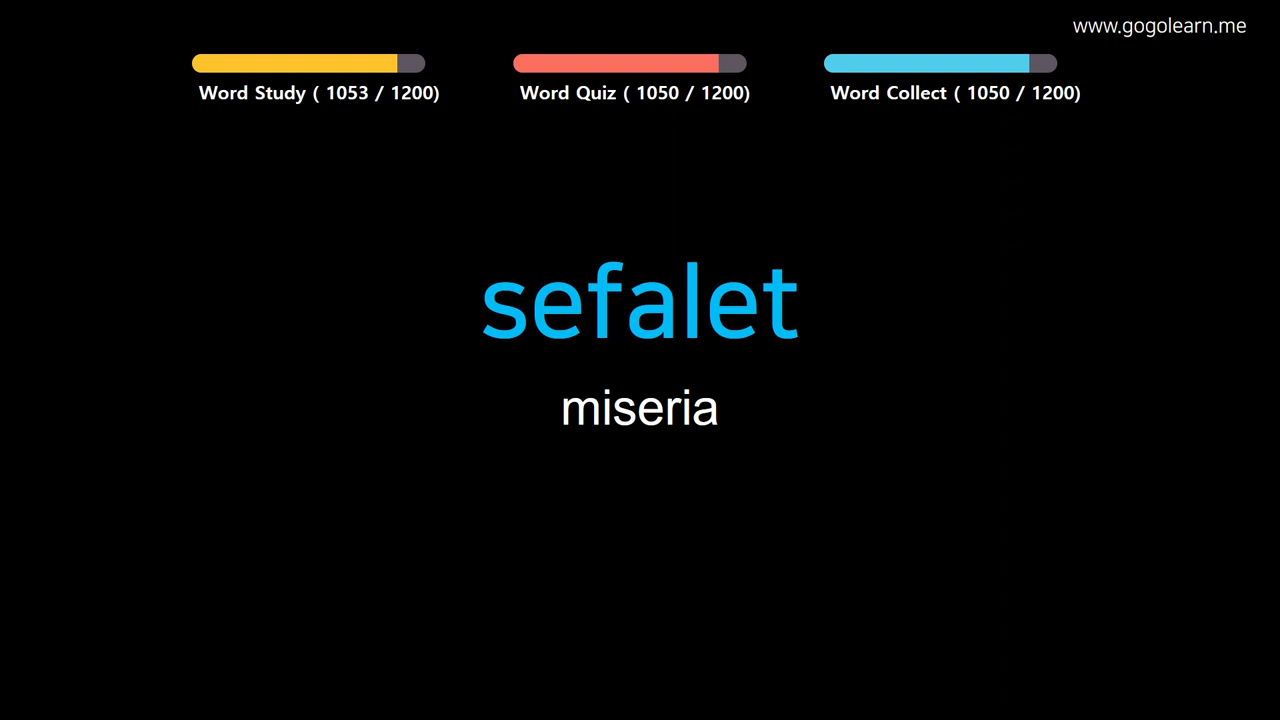 www.gogolearn.me
Word Study ( 1053 / 1200)
Word Quiz ( 1050 / 1200)
Word Collect ( 1050 / 1200)
sefalet
miseria